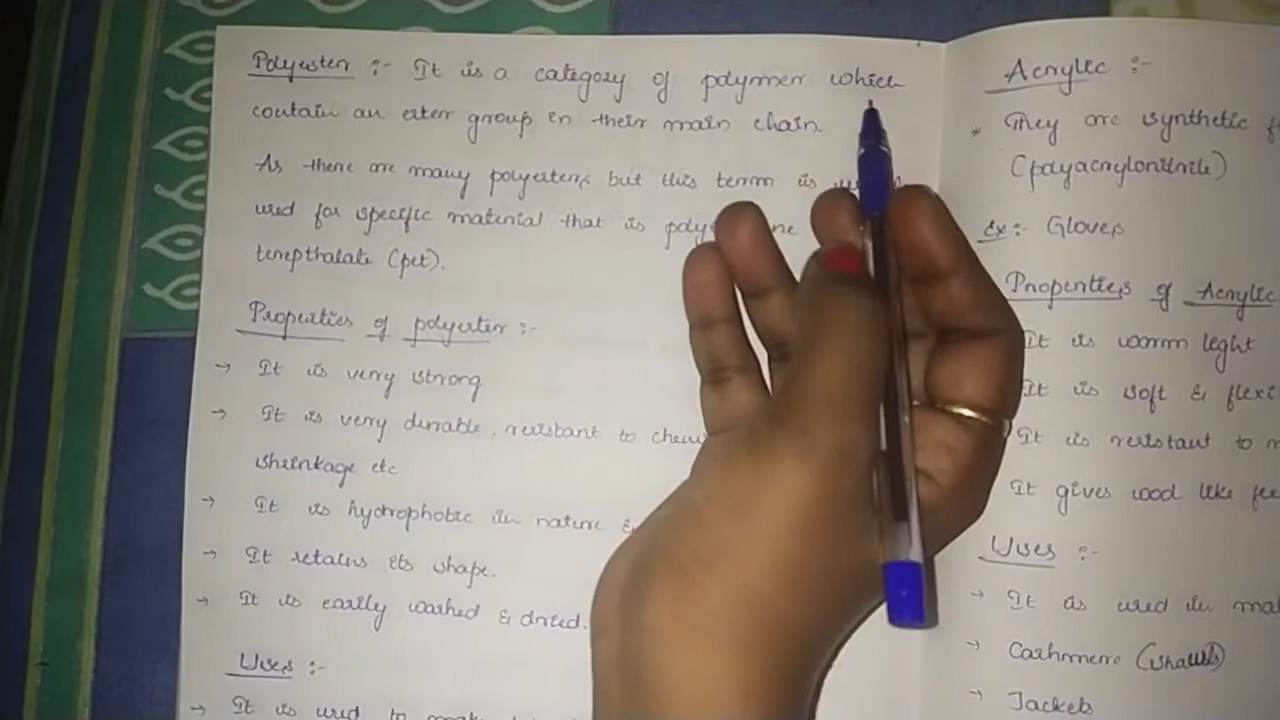 Polyester :- It is a category of polymer which
contain an ester group in their main chain.
As there are many polyesters but this term is
used for specific material that is
terepthalate (pet).
Properties of polyester :-
→ It is very strong
→ It is very durable, resistant to
shrinkage etc
→ It is hydrophobic in nature &
→ It retains its shape.
→ It is easily washed & dried.
Uses :-
→ It is used to make
Acrylic :-
* They are synthetic
(payacrylonitrile)
Ex:- Gloves
Properties of Acrylic
It is warm light
It is soft &
It is resistant to
It gives wool like
Uses :-
→ It is used in
→ Cashmere (shawls)
→ Jackets